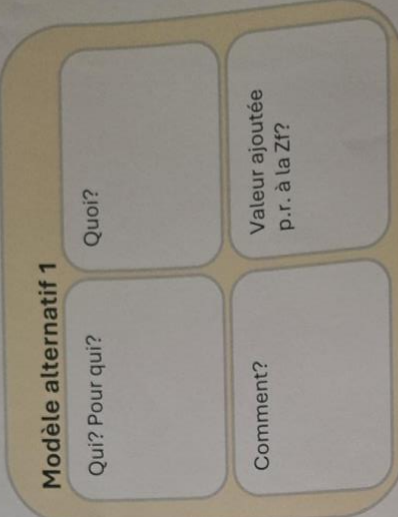 Modèle alternatif 1
Qui? Pour qui?
Quoi?
Comment?
Valeur ajoutée
p.r. à la Zf?